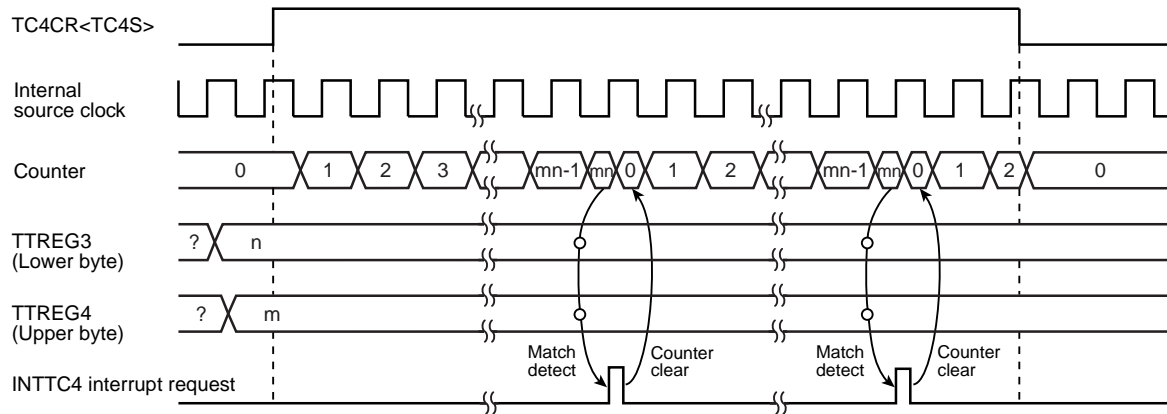 TC4CR<TC4S>
Internal
source clock
Counter
0 1 2 3 mn-1 mn 0 1 2 mn-1 mn 0 1 2 0
TTREG3
(Lower byte)
? n
TTREG4
(Upper byte)
? m
Match
detect
Counter
clear
Match
detect
Counter
clear
INTTC4 interrupt request